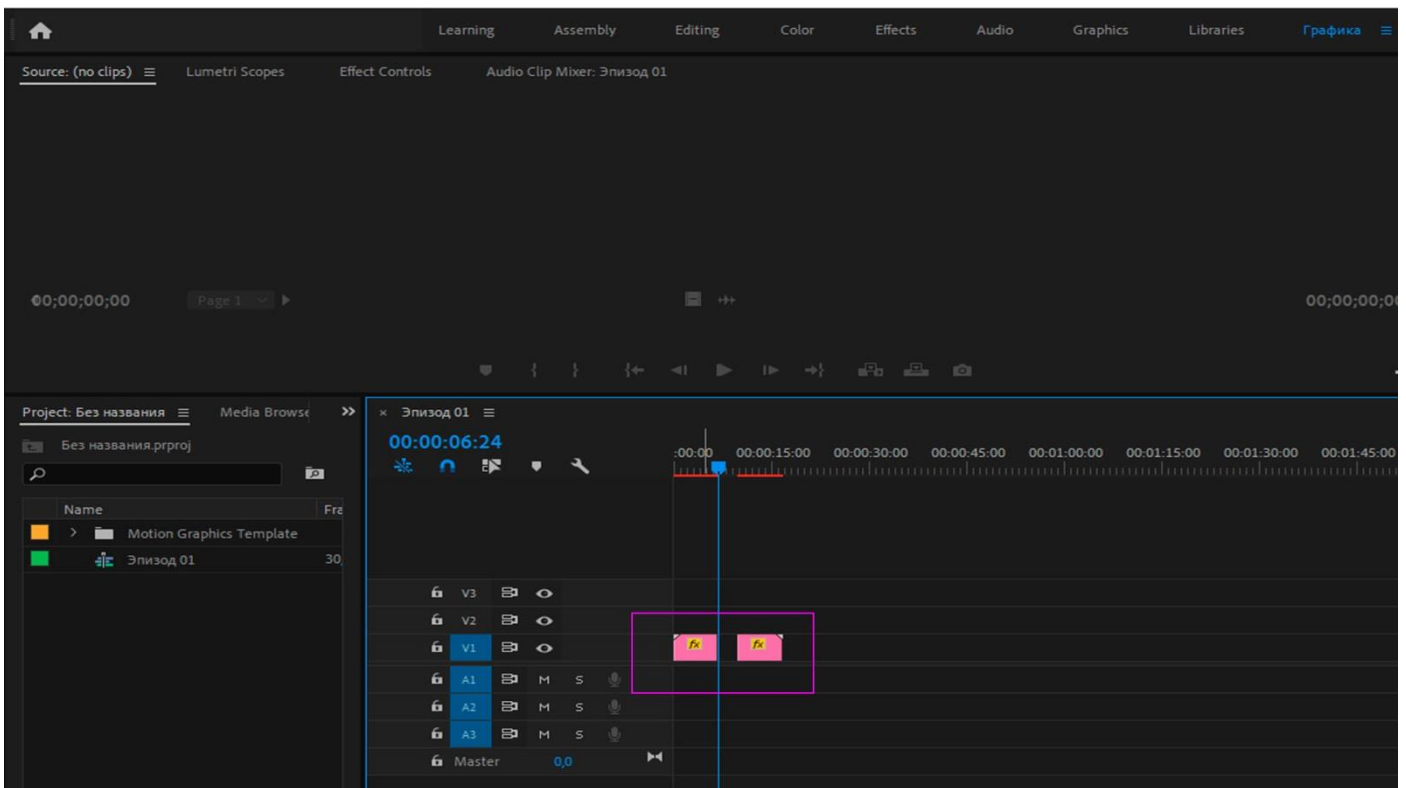 Learning Assembly Editing Color Effects Audio Graphics Libraries Графика
Source: (no clips) Lumetri Scopes Effect Controls Audio Clip Mixer: Эпизод 01
00;00;00;00 Page 1 00;00;00;0
Project: Без названия Media Browse
Без названия.prproj
Name Fra
Motion Graphics Template
Эпизод 01 30,
× Эпизод 01
00:00:06:24
:00:00 00:00:15:00 00:00:30:00 00:00:45:00 00:01:00:00 00:01:15:00 00:01:30:00 00:01:45:00
V3
V2
V1 fx fx
A1 M S
A2 M S
A3 M S
Master 0,0